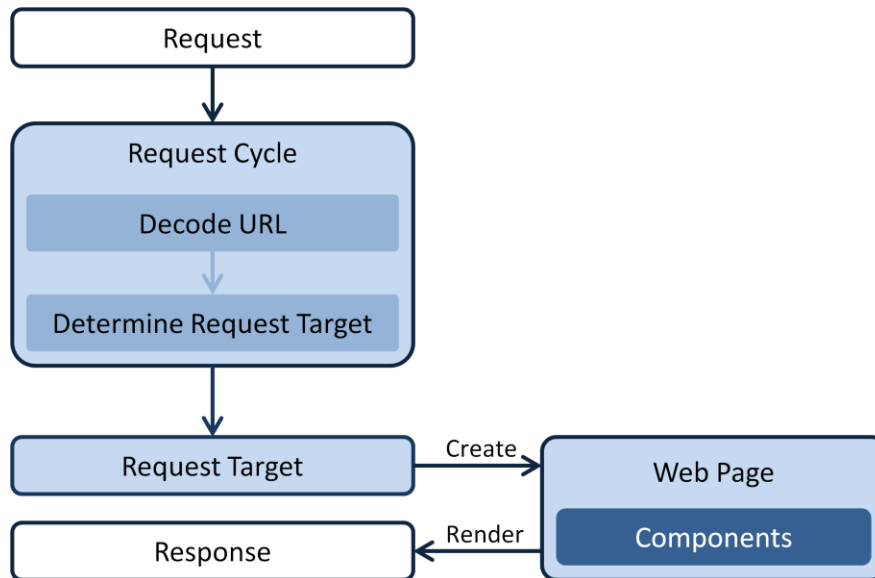 Request
Request Cycle
Decode URL
Determine Request Target
Request Target
Create
Web Page
Components
Render
Response